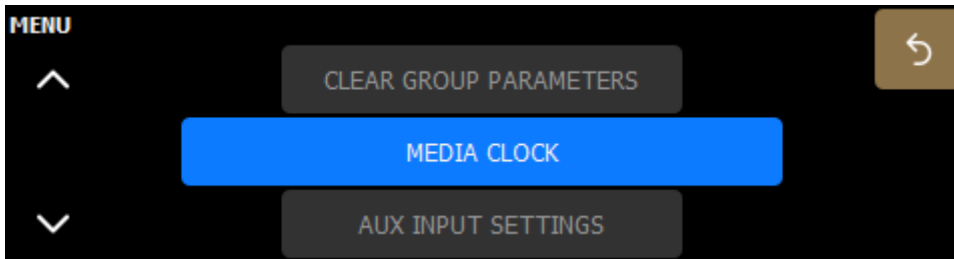 MENU
CLEAR GROUP PARAMETERS
MEDIA CLOCK
AUX INPUT SETTINGS